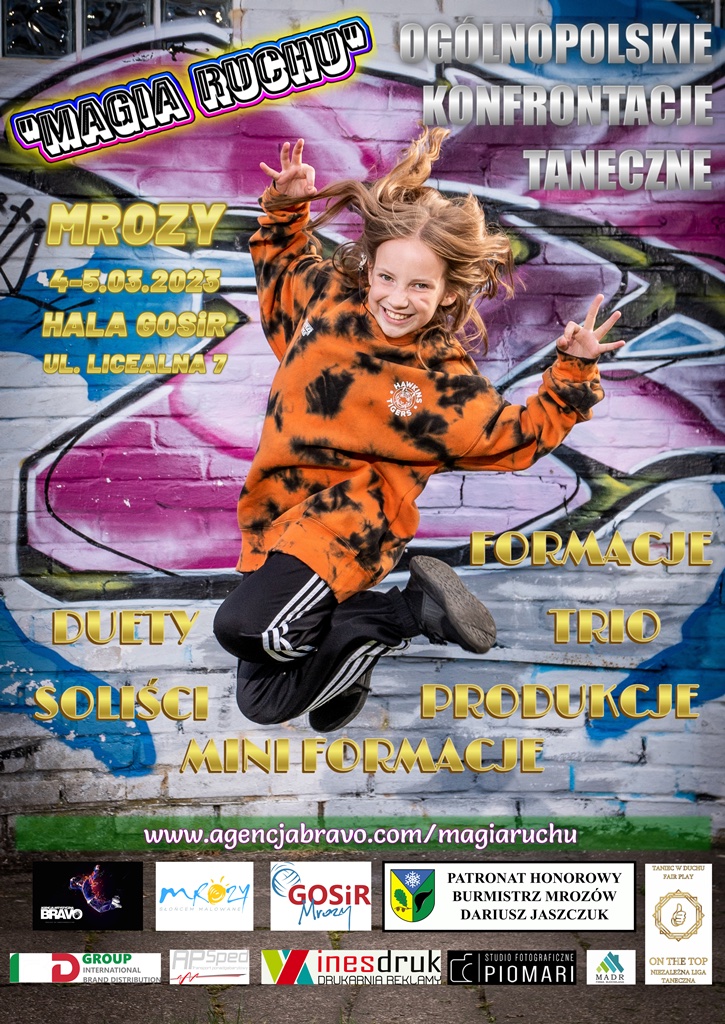 "MAGIA RUCHU"
OGÓLNOPOLSKIE
KONFRONTACJE
TANECZNE
MROZY
4-5.03.2023
HALA GOSiR
UL. LICEALNA 7
HAWKINS
TIGERS
FORMACJE
DUETY
TRIO
SOLIŚCI
PRODUKCJE
MINI FORMACJE
www.agencjabravo.com/magiaruchu
BRAVO
mrozy
SŁOŃCEM MALOWANE
GOSiR
Mrozy
PATRONAT HONOROWY
BURMISTRZ MROZÓW
DARIUSZ JASZCZUK
TANIEC W DUCHU
FAIR PLAY
ON THE TOP
NIEZALEŻNA LIGA
TANECZNA
D GROUP
INTERNATIONAL
BRAND DISTRIBUTION
APSped
inesdruk
DRUKARNIA REKLAMY
STUDIO FOTOGRAFICZNE
PIOMARI
MADR